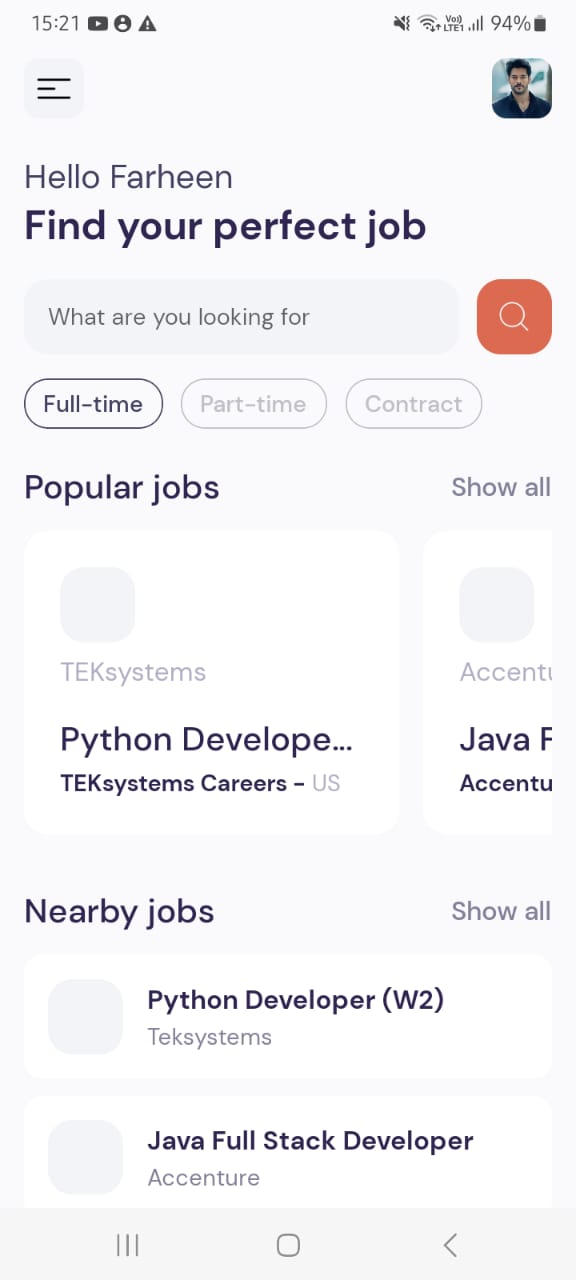 15:21
Vo))
LTE1
94%
Hello Farheen
Find your perfect job
What are you looking for
Full-time
Part-time
Contract
Popular jobs
Show all
TEKsystems
Python Develope...
TEKsystems Careers - US
Accentu
Java F
Accentu
Nearby jobs
Show all
Python Developer (W2)
Teksystems
Java Full Stack Developer
Accenture